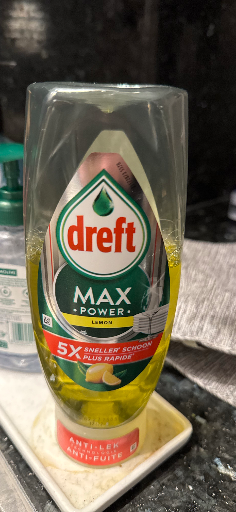 dreft
MAX
• POWER •
LEMON
5X SNELLER* SCHOON
PLUS RAPIDE*
ANTI-LEK
ANTI-FUITE